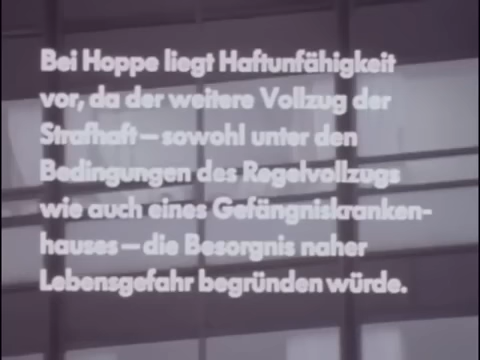 Bei Hoppe liegt Haftunfähigkeit
vor, da der weitere Vollzug der
Strafhaft – sowohl unter den
Bedingungen des Regelvollzugs
wie auch eines Gefängniskranken-
hauses – die Besorgnis naher
Lebensgefahr begründen würde.